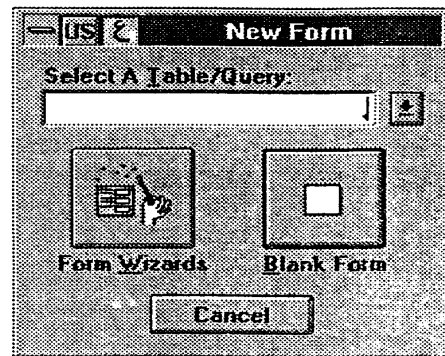 US ع New Form
Select A Table/Query:
Form Wizards Blank Form
Cancel